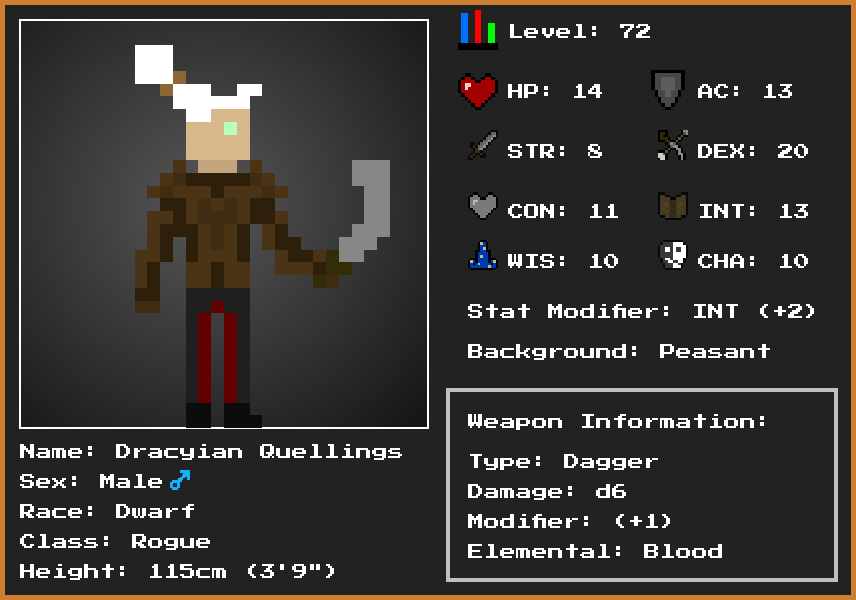 Level: 72
HP: 14
AC: 13
STR: 8
DEX: 20
CON: 11
INT: 13
WIS: 10
CHA: 10
Stat Modifier: INT (+2)
Background: Peasant
Weapon Information:
Type: Dagger
Damage: d6
Modifier: (+1)
Elemental: Blood
Name: Dracyian Quellings
Sex: Male♂
Race: Dwarf
Class: Rogue
Height: 115cm (3'9")